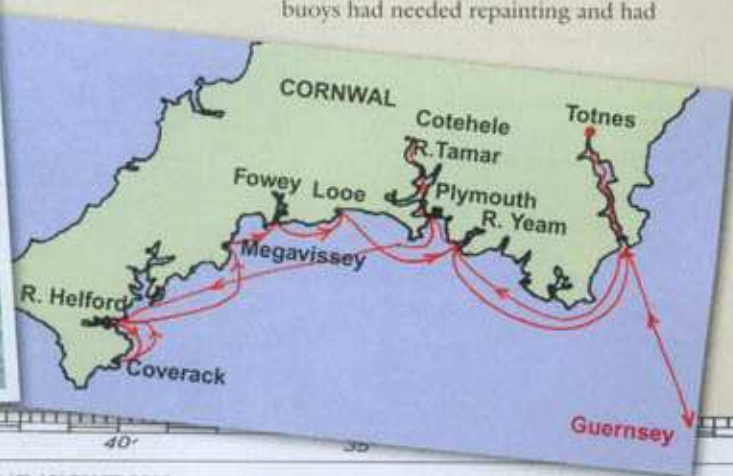 buoys had needed repainting and had
CORNWAL
Cotehele
Totnes
R.Tamar
Fowey Looe
Plymouth
R. Yeam
Megavissey
R. Helford
Coverack
Guernsey
40'
35